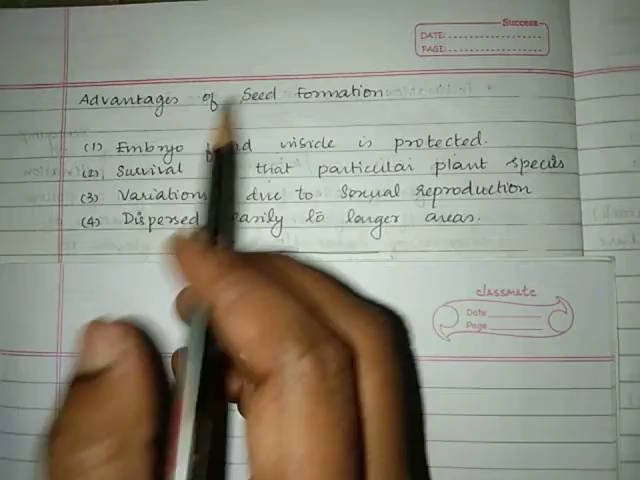 Success
DATE:
PAGE:
Advantages of Seed formation
(1) Embryo inside is protected.
(2) Survival that particular plant species
(3) Variations due to sexual reproduction
(4) Dispersed easily to larger areas.
classmate
Date
Page